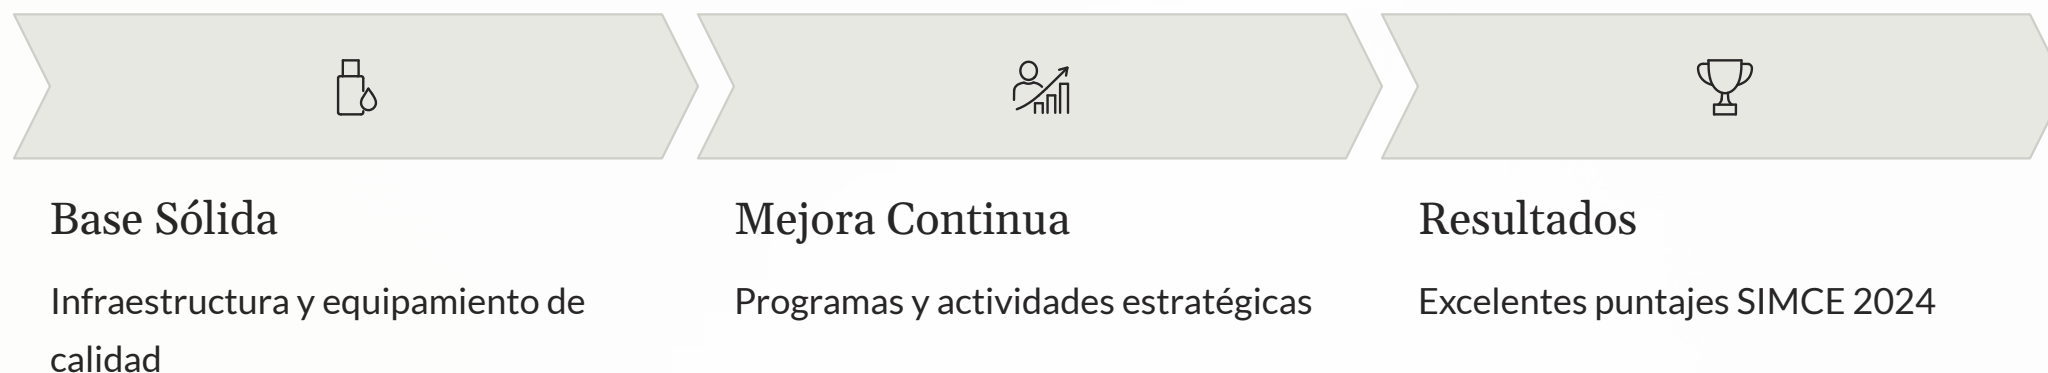 Base Sólida
Infraestructura y equipamiento de
calidad
Mejora Continua
Programas y actividades estratégicas
Resultados
Excelentes puntajes SIMCE 2024